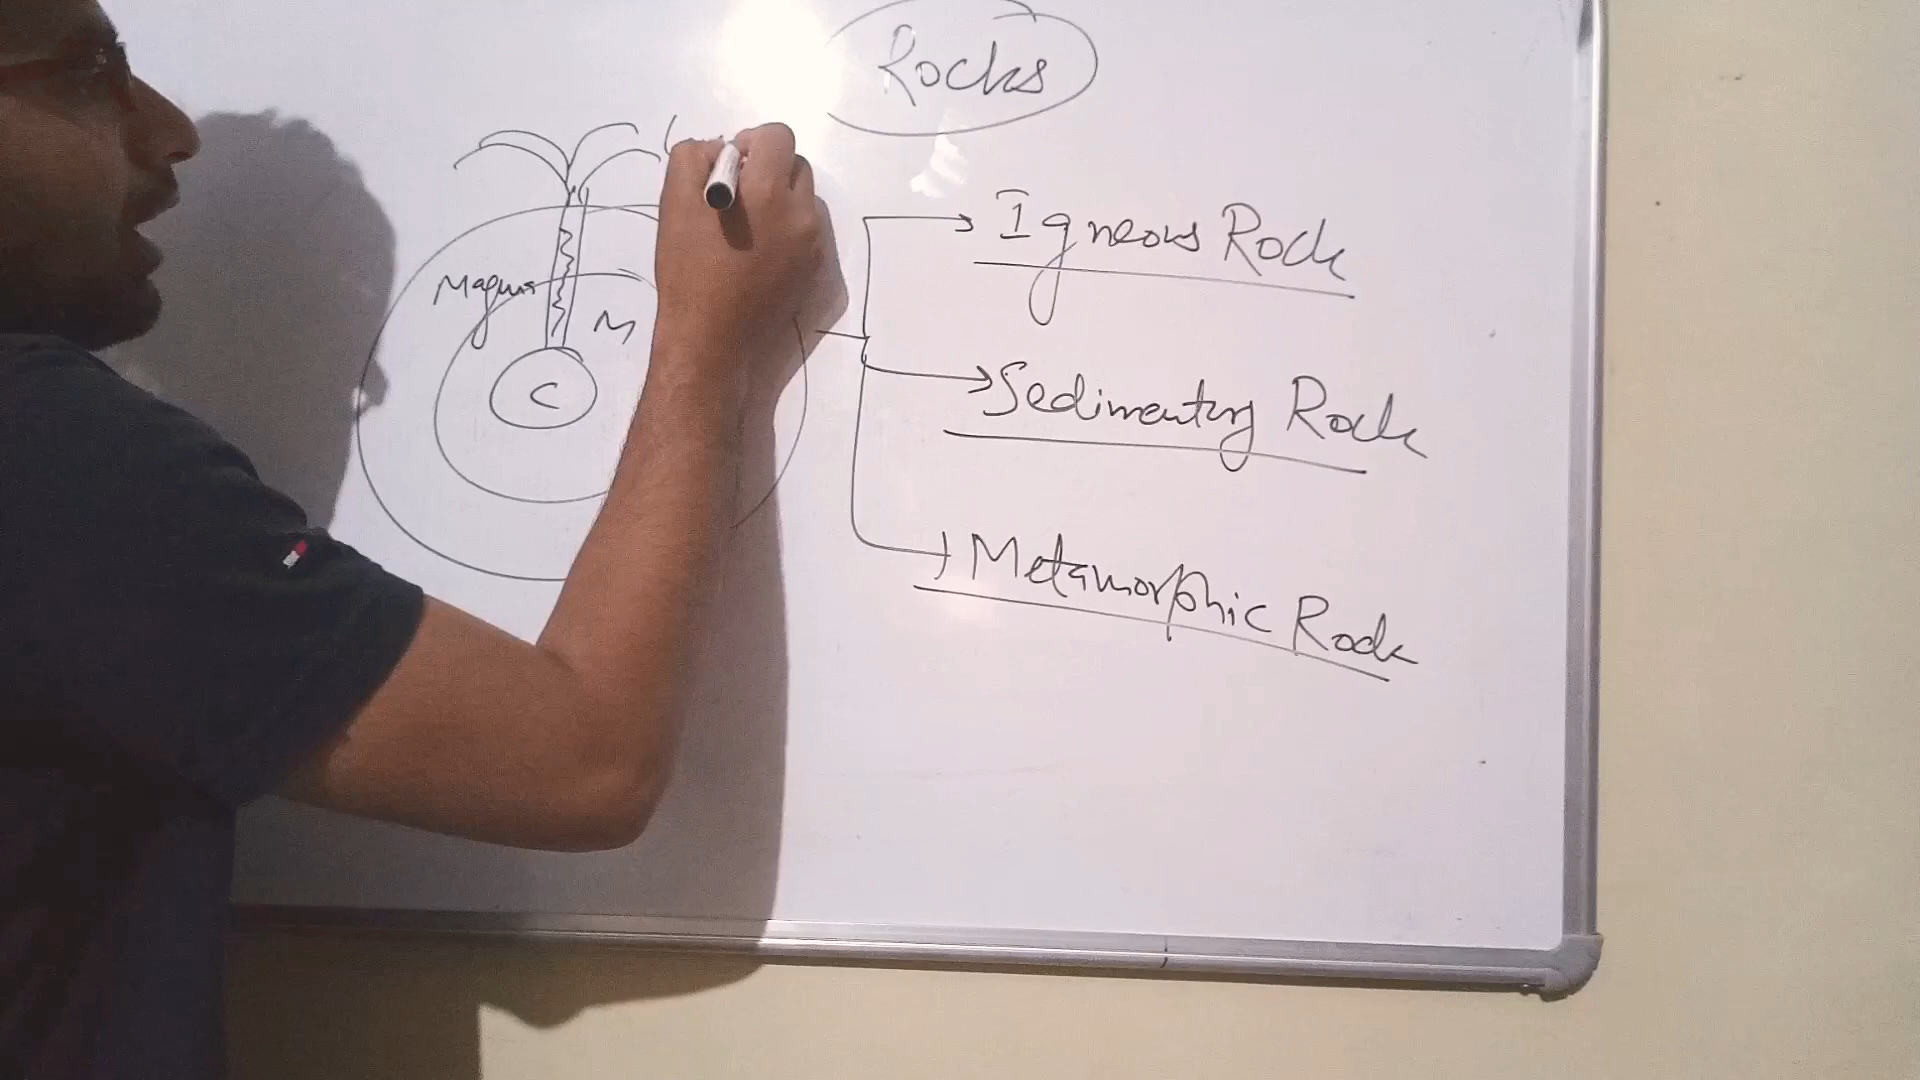 Rocks
Igneous Rock
Magma
M
C
Sedimentary Rock
Metamorphic Rock